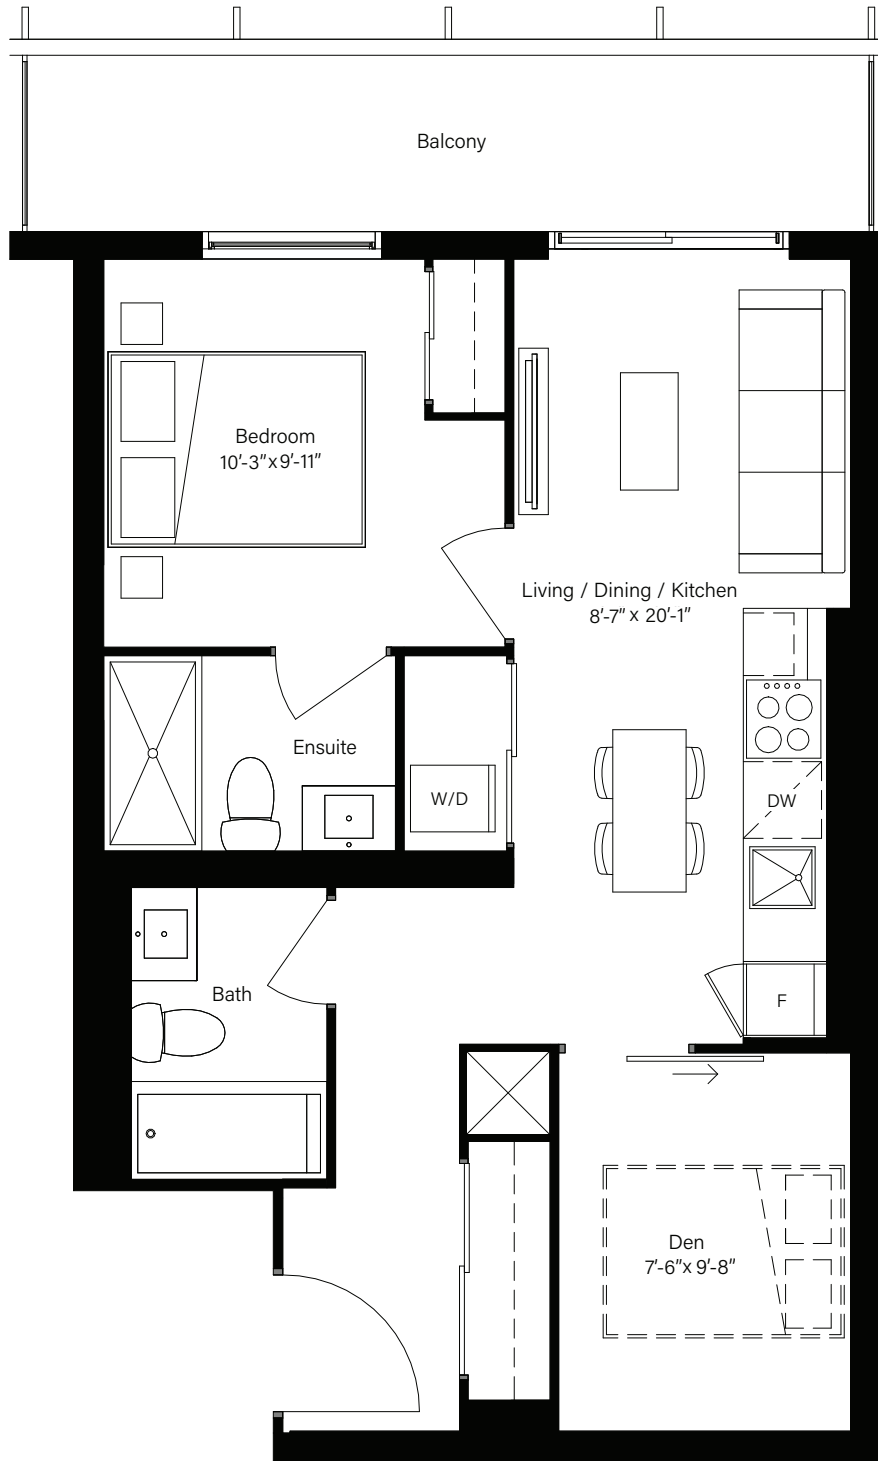 Balcony
Bedroom
10'-3" x 9'-11"
Living / Dining / Kitchen
8'-7" x 20'-1"
Ensuite
W/D
DW
Bath
F
Den
7'-6" x 9'-8"